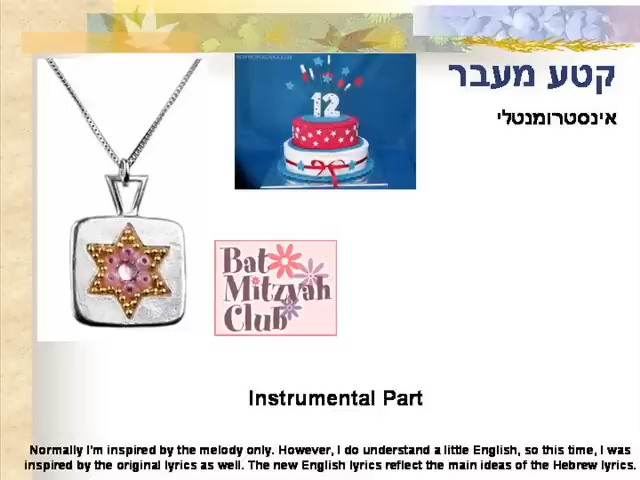 קטע מעבר
אינסטרומנטלי
12
Bat
Mitzvah
Club
Instrumental Part
Normally I'm inspired by the melody only. However, I do understand a little English, so this time, I was
inspired by the original lyrics as well. The new English lyrics reflect the main ideas of the Hebrew lyrics.